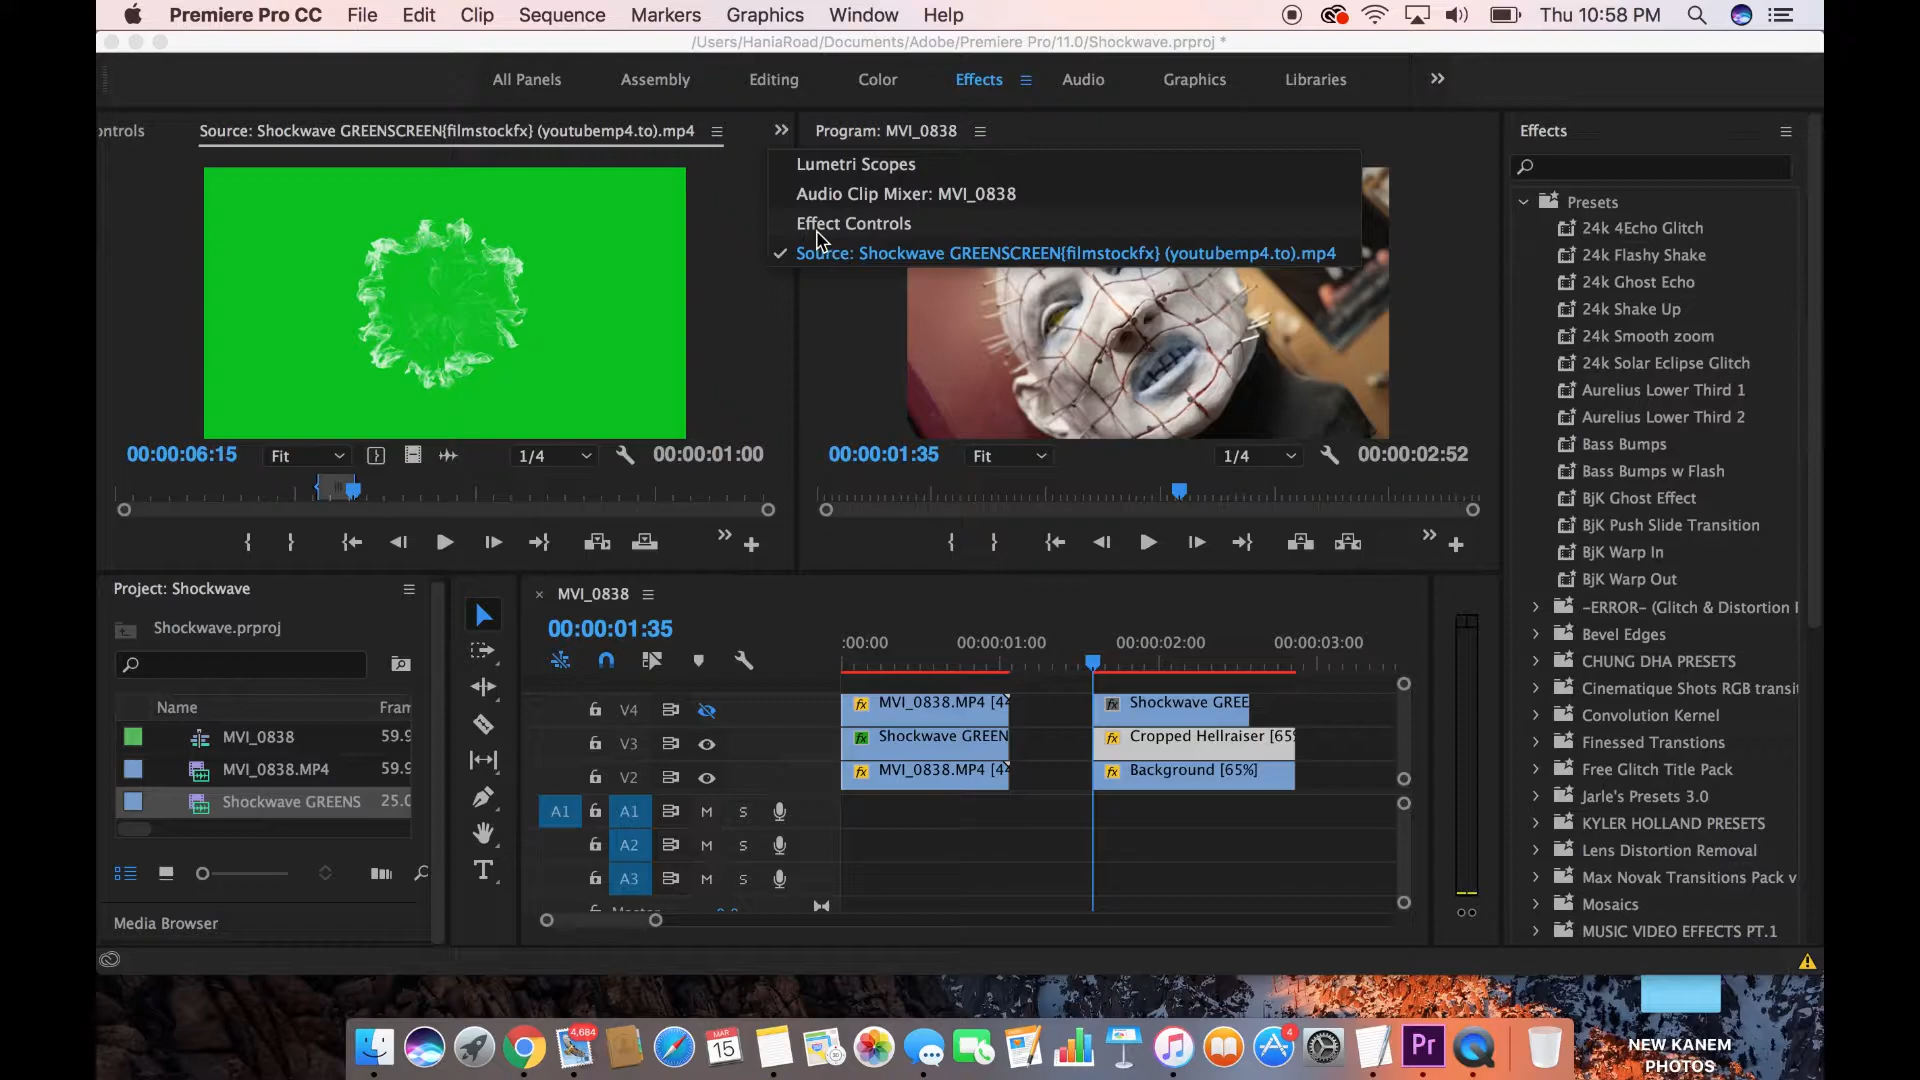 Premiere Pro CC File Edit Clip Sequence Markers Graphics Window Help Thu 10:58 PM
/Users/HaniaRoad/Documents/Adobe/Premiere Pro/11.0/Shockwave.prproj *
All Panels Assembly Editing Color Effects Audio Graphics Libraries
ontrols Source: Shockwave GREENSCREEN{filmstockfx} (youtubemp4.to).mp4 Program: MVI_0838 Effects
Lumetri Scopes
Audio Clip Mixer: MVI_0838
Effect Controls
Source: Shockwave GREENSCREEN{filmstockfx} (youtubemp4.to).mp4
Presets
24k 4Echo Glitch
24k Flashy Shake
24k Ghost Echo
24k Shake Up
24k Smooth zoom
24k Solar Eclipse Glitch
Aurelius Lower Third 1
Aurelius Lower Third 2
Bass Bumps
Bass Bumps w Flash
BjK Ghost Effect
BjK Push Slide Transition
BjK Warp In
BjK Warp Out
-ERROR- (Glitch & Distortion
Bevel Edges
CHUNG DHA PRESETS
Cinematique Shots RGB transi
Convolution Kernel
Finessed Transtions
Free Glitch Title Pack
Jarle's Presets 3.0
KYLER HOLLAND PRESETS
Lens Distortion Removal
Max Novak Transitions Pack v
Mosaics
MUSIC VIDEO EFFECTS PT.1
00:00:06:15 Fit 1/4 00:00:01:00
00:00:01:35 Fit 1/4 00:00:02:52
Project: Shockwave
Shockwave.prproj
Name Fram
MVI_0838 59.9
MVI_0838.MP4 59.9
Shockwave GREENS 25.0
Media Browser
MVI_0838
00:00:01:35
:00:00 00:00:01:00 00:00:02:00 00:00:03:00
V4 MVI_0838.MP4 [4 Shockwave GREE
V3 Shockwave GREEN Cropped Hellraiser [65
V2 MVI_0838.MP4 [4 Background [65%]
A1 A1 M S
A2 M S
A3 M S
4,684
MAR
15
4
Pr
NEW KANEM
PHOTOS